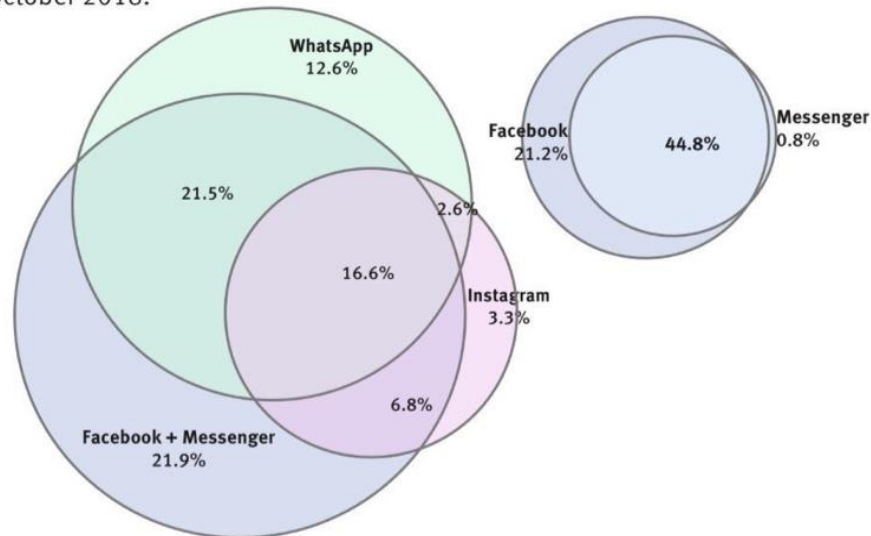 October 2018.
WhatsApp
12.6%
21.5%
2.6%
16.6%
Instagram
3.3%
6.8%
Facebook + Messenger
21.9%
Facebook
21.2%
44.8%
Messenger
0.8%